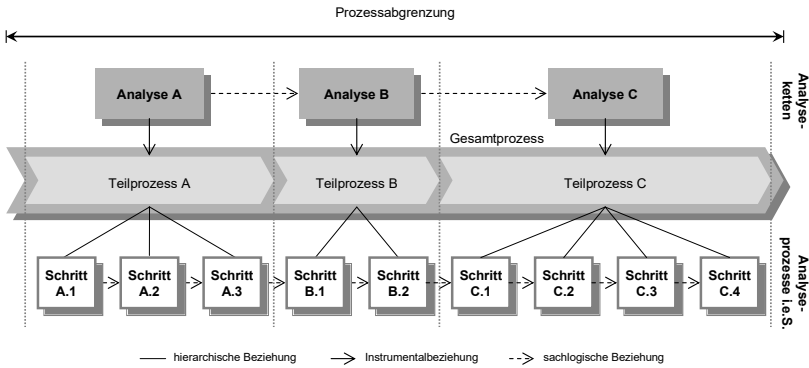 Prozessabgrenzung
Analyse A
Analyse B
Analyse C
Analyse-
ketten
Gesamtprozess
Teilprozess A
Teilprozess B
Teilprozess C
Schritt
A.1
Schritt
A.2
Schritt
A.3
Schritt
B.1
Schritt
B.2
Schritt
C.1
Schritt
C.2
Schritt
C.3
Schritt
C.4
Analyse-
prozesse i.e.S.
hierarchische Beziehung
Instrumentalbeziehung
sachlogische Beziehung